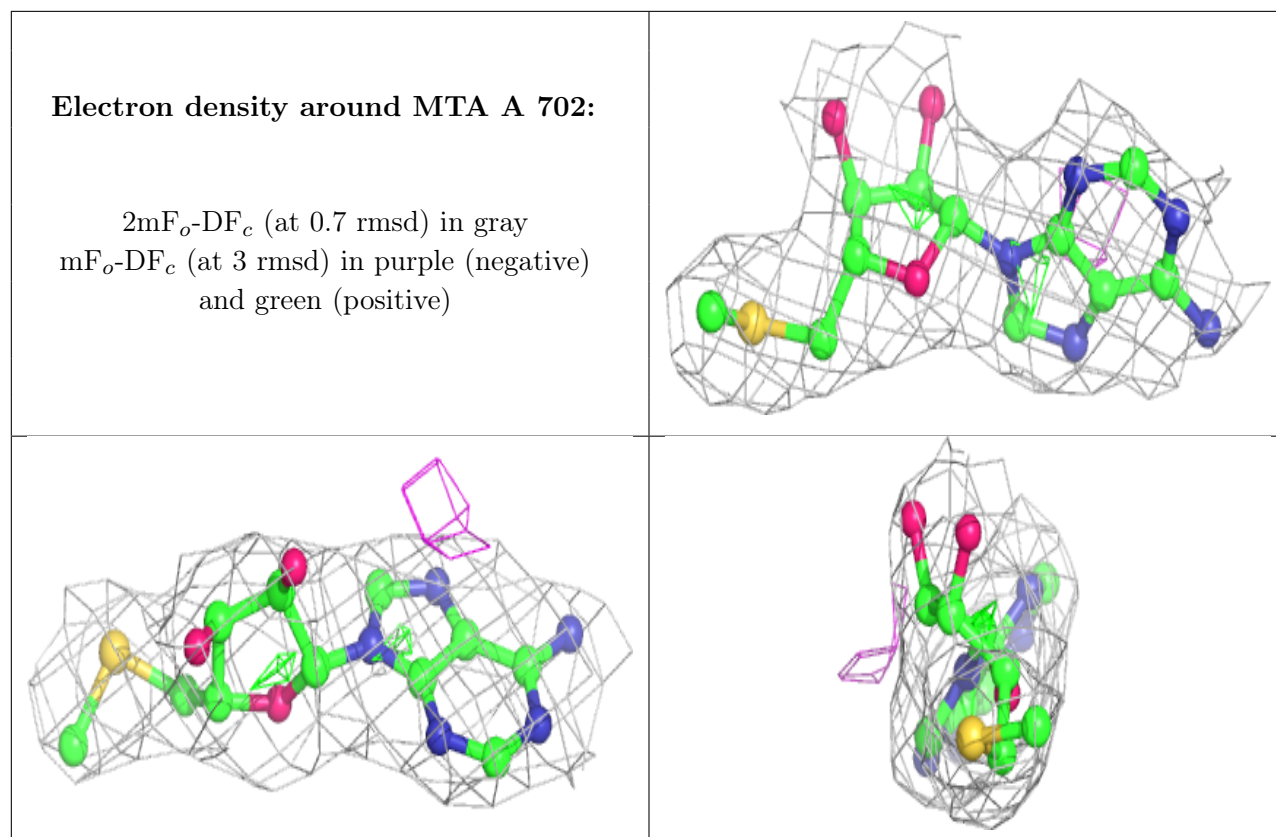 Electron density around MTA A 702:
2mFₒ-DF𝒸 (at 0.7 rmsd) in gray
mFₒ-DF𝒸 (at 3 rmsd) in purple (negative)
and green (positive)